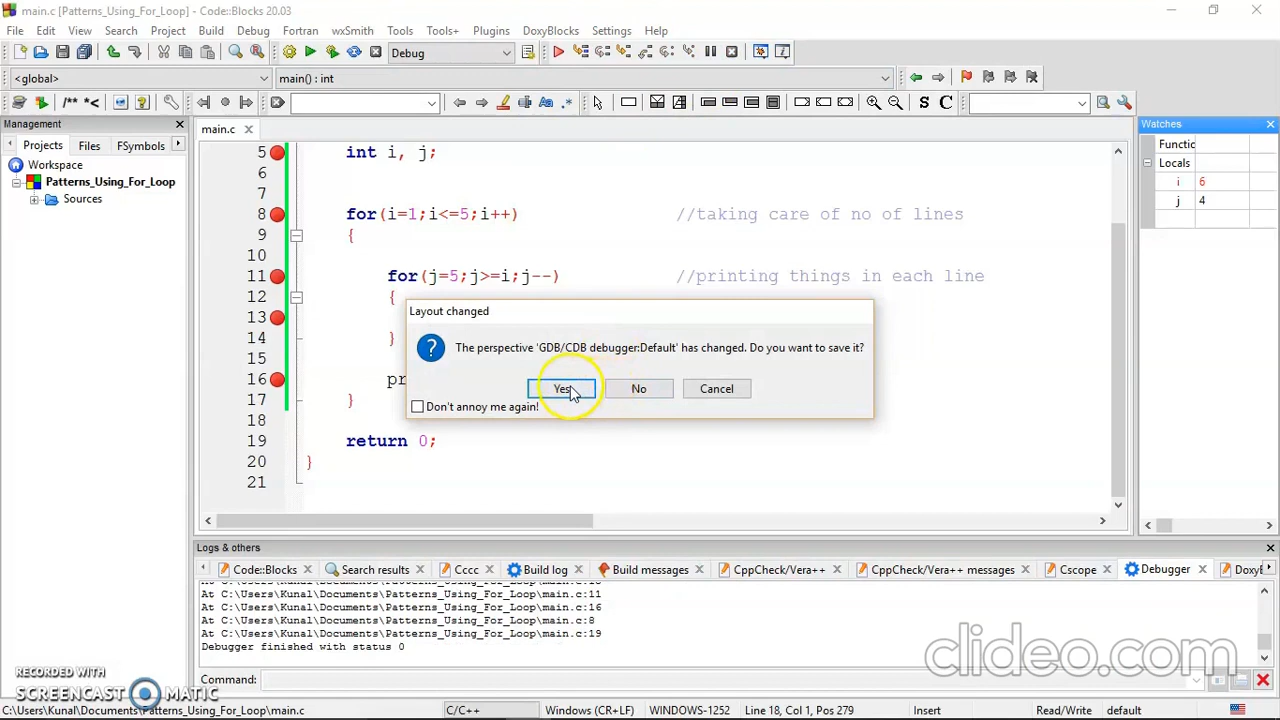 main.c [Patterns_Using_For_Loop] - Code::Blocks 20.03
File Edit View Search Project Build Debug Fortran wxSmith Tools Tools+ Plugins DoxyBlocks Settings Help
Debug
<global> main() : int
/** *< S C
Management
Projects Files FSymbols
Workspace
Patterns_Using_For_Loop
Sources
main.c
5 int i, j;
6
7
8 for(i=1;i<=5;i++) //taking care of no of lines
9 {
10
11 for(j=5;j>=i;j--) //printing things in each line
12 {
13
14 }
15
16 pr
17 }
18
19 return 0;
20 }
21
Layout changed
The perspective 'GDB/CDB debugger:Default' has changed. Do you want to save it?
Yes No Cancel
Don't annoy me again!
Watches
Functic
Locals
i 6
j 4
Logs & others
Code::Blocks Search results Cccc Build log Build messages CppCheck/Vera++ CppCheck/Vera++ messages Cscope Debugger DoxyB
At C:\Users\Kunal\Documents\Patterns_Using_For_Loop\main.c:11
At C:\Users\Kunal\Documents\Patterns_Using_For_Loop\main.c:16
At C:\Users\Kunal\Documents\Patterns_Using_For_Loop\main.c:8
At C:\Users\Kunal\Documents\Patterns_Using_For_Loop\main.c:19
Debugger finished with status 0
Command:
clideo.com
RECORDED WITH
SCREENCAST MATIC
C:\Users\Kunal\Documents\Patterns_Using_For_Loop\main.c C/C++ Windows (CR+LF) WINDOWS-1252 Line 18, Col 1, Pos 279 Insert Read/Write default